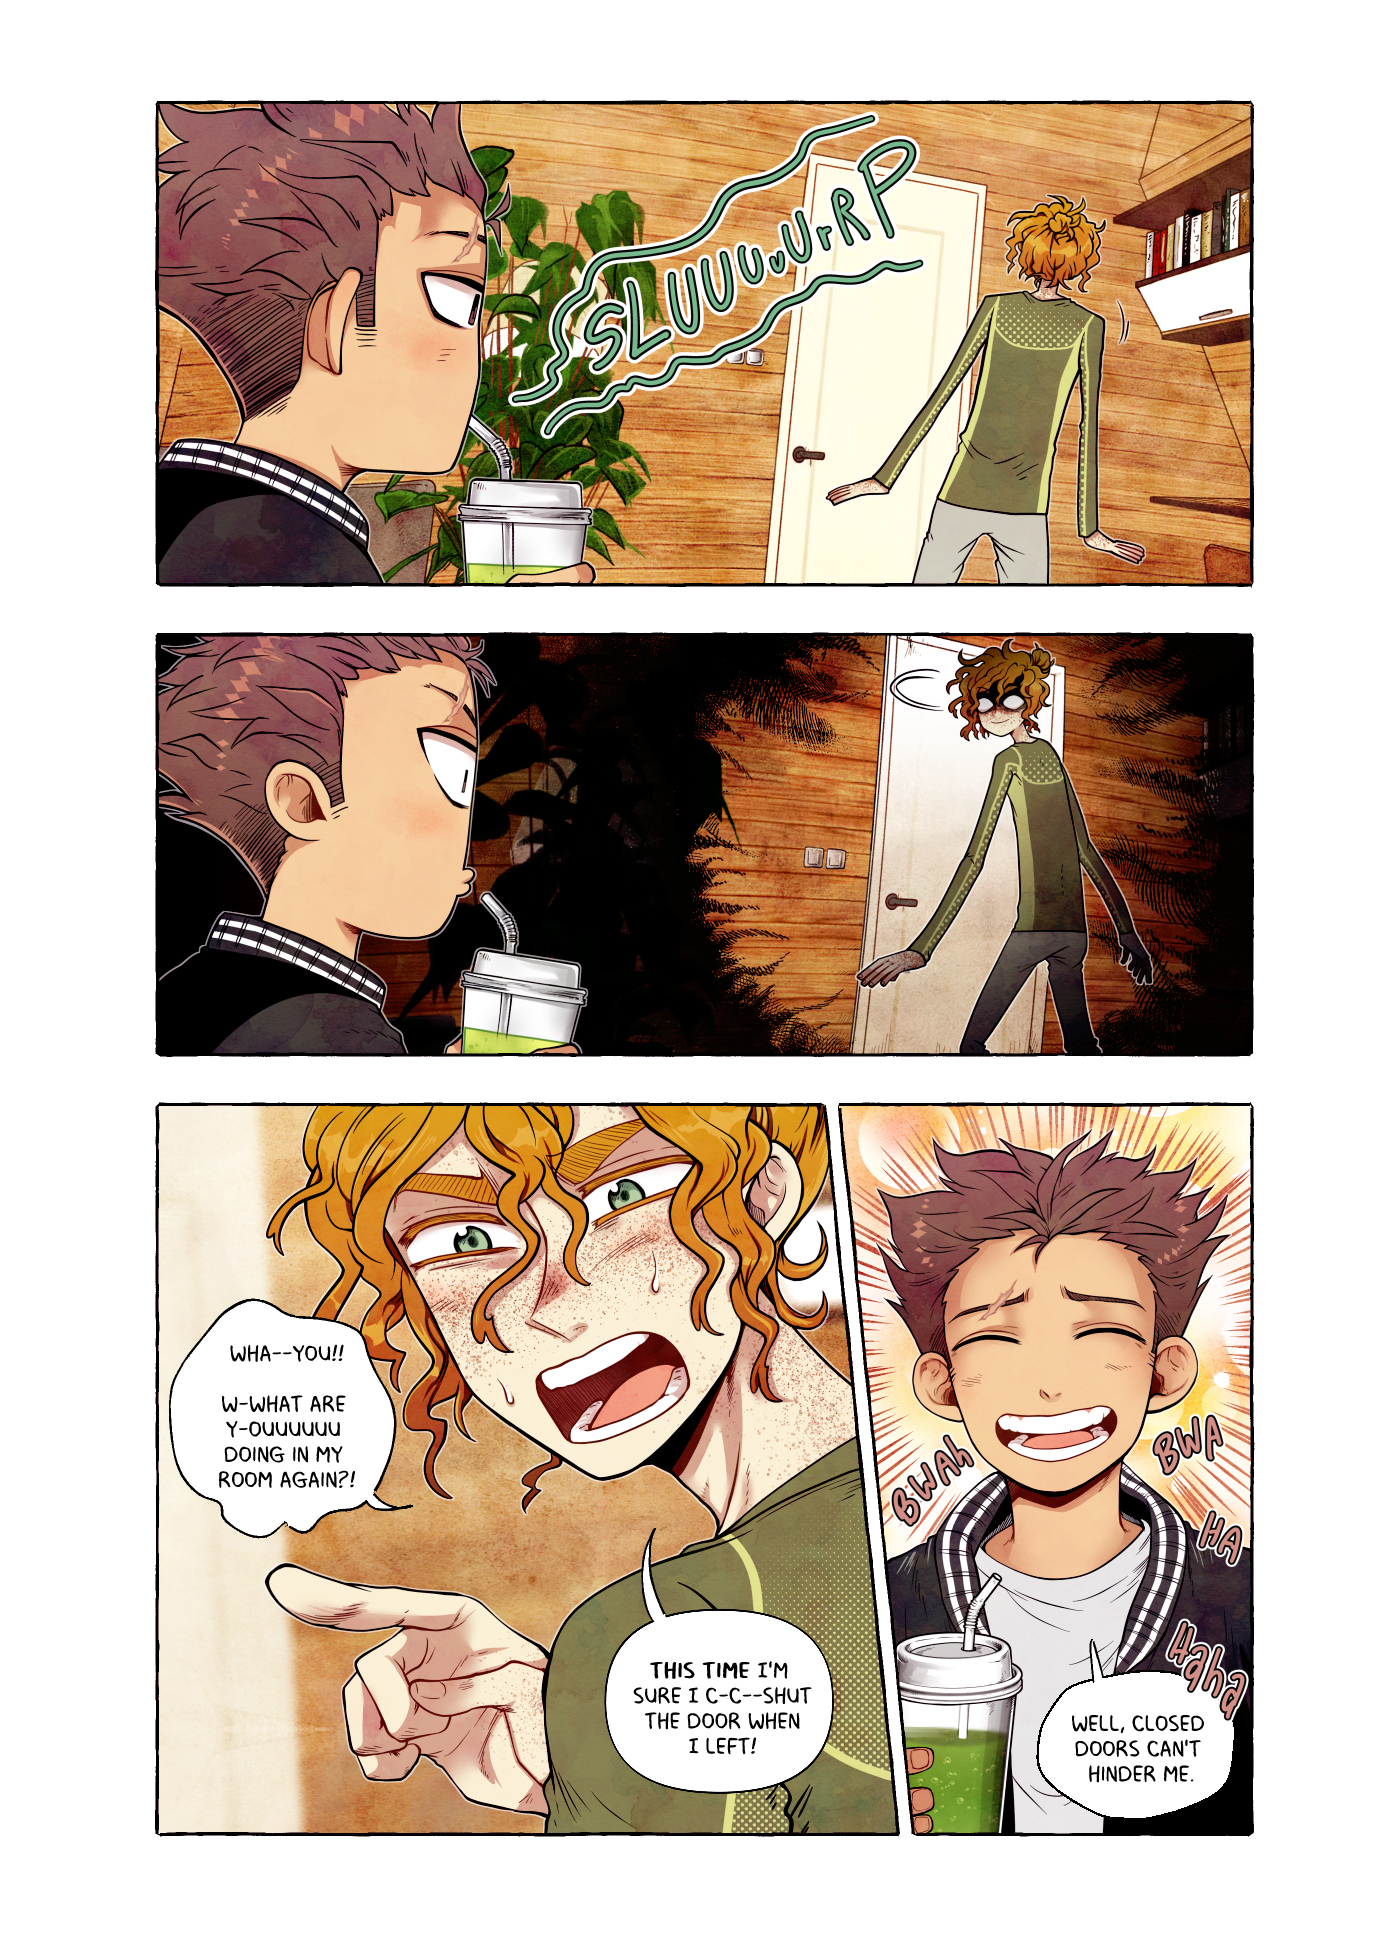 SLUUUuUrRP
WHA--YOU!!
W-WHAT ARE
Y-OUUUUUU
DOING IN MY
ROOM AGAIN?!
THIS TIME I'M
SURE I C-C--SHUT
THE DOOR WHEN
I LEFT!
BWAh
BWA
HA
Haha
WELL, CLOSED
DOORS CAN'T
HINDER ME.